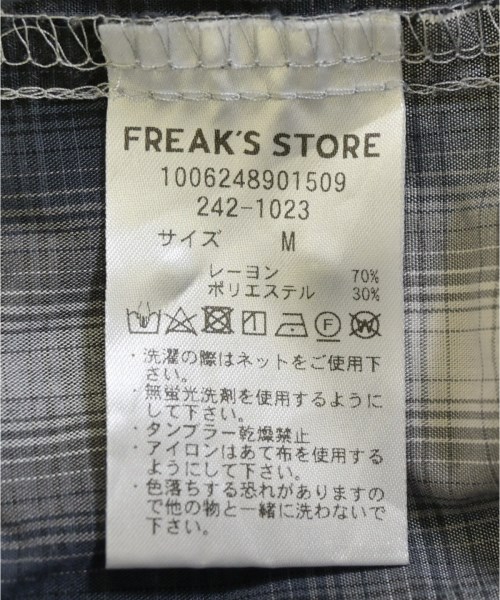 FREAK'S STORE
1006248901509
242-1023
サイズ M
レーヨン 70%
ポリエステル 30%
F W
・洗濯の際はネットをご使用下
さい。
・無蛍光洗剤を使用するように
して下さい。
・タンブラー乾燥禁止
・アイロンはあて布を使用する
ようにして下さい。
・色落ちする恐れがありますの
で他の物と一緒に洗わないで
下さい。